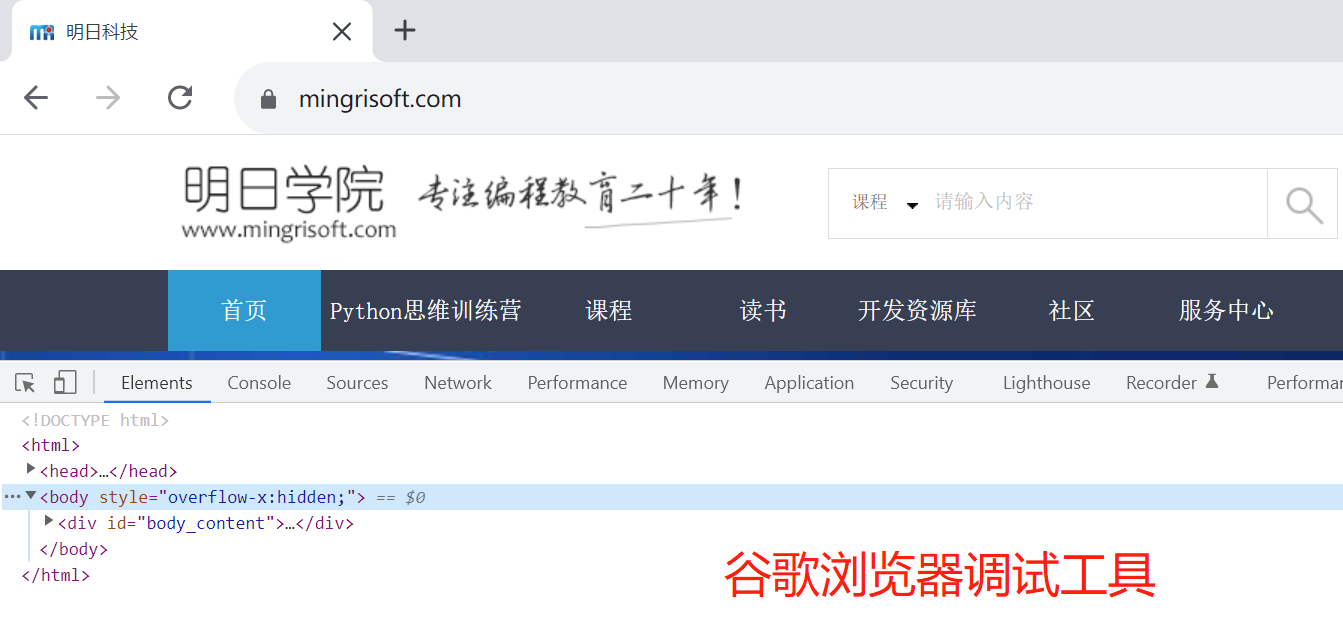 明日科技
mingrisoft.com
明日学院 专注编程教育二十年!
www.mingrisoft.com
课程 请输入内容
首页 Python思维训练营 课程 读书 开发资源库 社区 服务中心
Elements Console Sources Network Performance Memory Application Security Lighthouse Recorder Performa
<!DOCTYPE html>
<html>
<head>…</head>
<body style="overflow-x:hidden;"> == $0
<div id="body_content">…</div>
</body>
</html>
谷歌浏览器调试工具